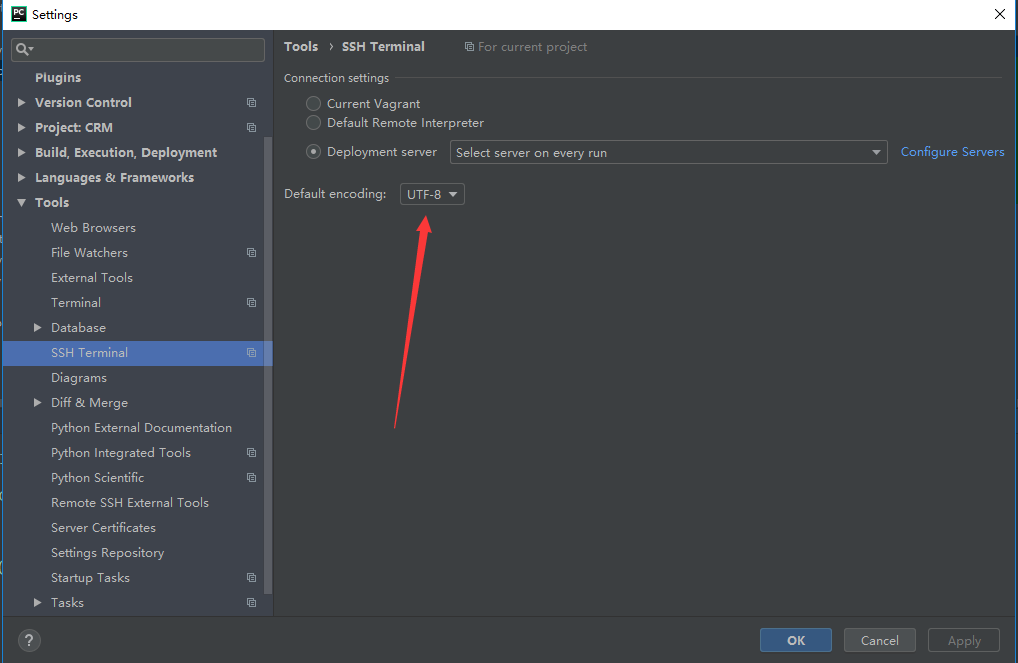 PC Settings
Tools › SSH Terminal For current project
Plugins
Version Control
Project: CRM
Build, Execution, Deployment
Languages & Frameworks
Tools
Web Browsers
File Watchers
External Tools
Terminal
Database
SSH Terminal
Diagrams
Diff & Merge
Python External Documentation
Python Integrated Tools
Python Scientific
Remote SSH External Tools
Server Certificates
Settings Repository
Startup Tasks
Tasks
Connection settings
Current Vagrant
Default Remote Interpreter
Deployment server Select server on every run Configure Servers
Default encoding: UTF-8
? OK Cancel Apply